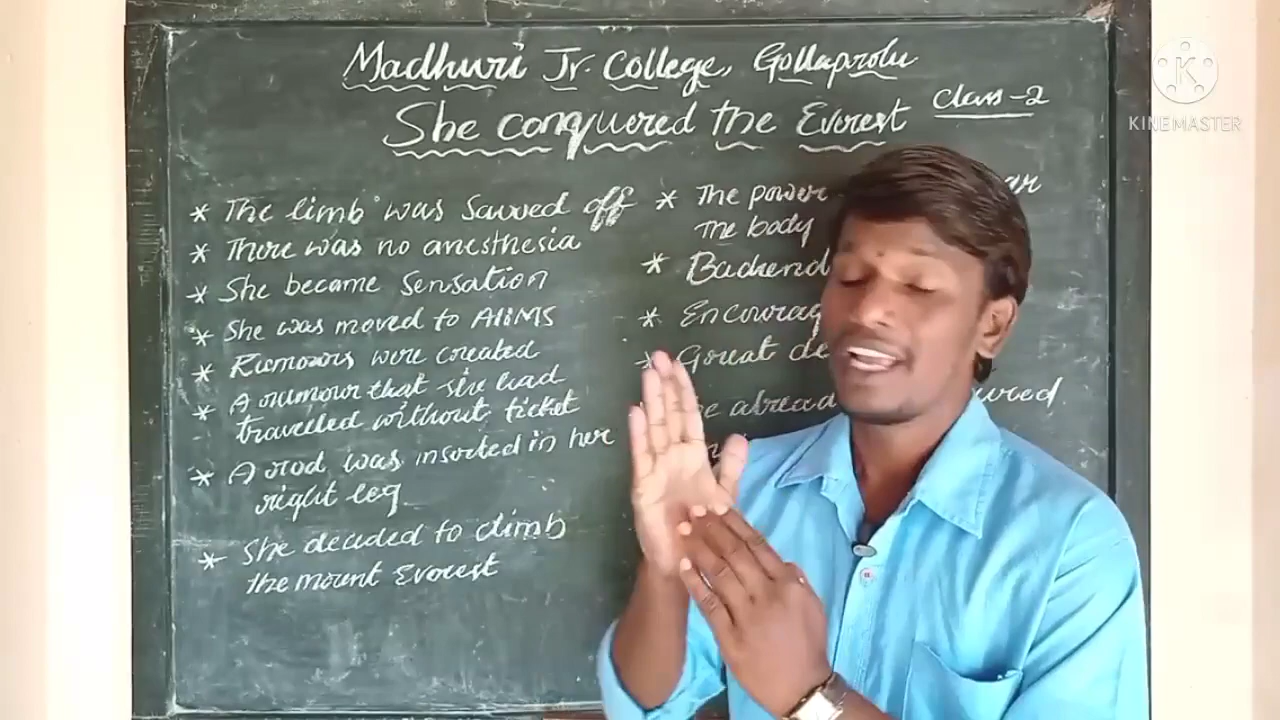 Madhuri Jr. College, Gollaprolu
She conquered the Everest
Class-2
* The limb was sawed off
* There was no anesthesia
* She became sensation
* She was moved to AIIMS
* Rumours were created
* A rumour that she had
traveled without ticket
* A rod was inserted in her
right leg
* She decided to climb
the mount Everest
* The power
The body
*
* Encourag
* Great de
alread
K
KINEMASTER